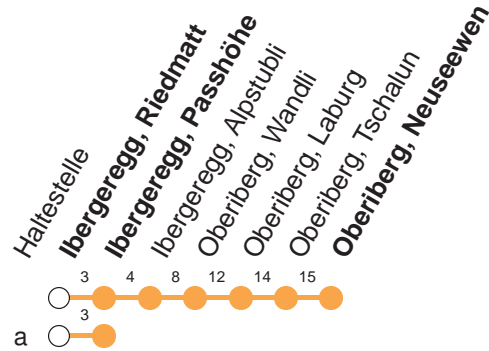 Haltestelle
Ibergeregg, Riedmatt
Ibergeregg, Passhöhe
Ibergeregg, Alpstubli
Oberiberg, Wandli
Oberiberg, Laburg
Oberiberg, Tschalun
Oberiberg, Neuseewen
3 4 8 12 14 15
3
a